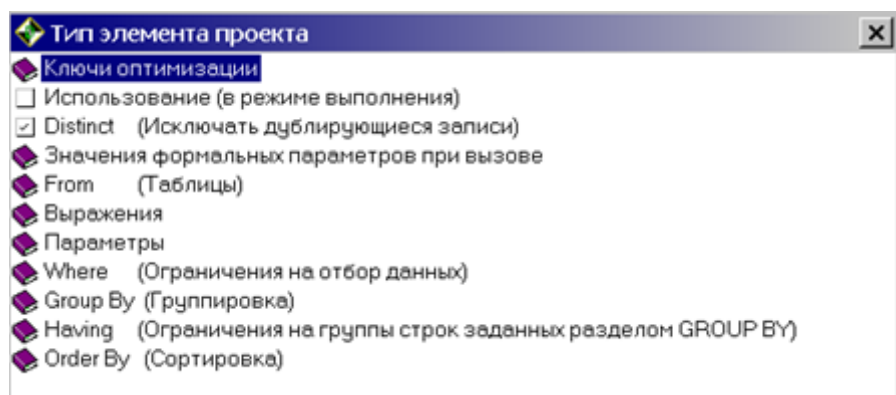 Тип элемента проекта
Ключи оптимизации
Использование (в режиме выполнения)
Distinct (Исключать дублирующиеся записи)
Значения формальных параметров при вызове
From (Таблицы)
Выражения
Параметры
Where (Ограничения на отбор данных)
Group By (Группировка)
Having (Ограничения на группы строк заданных разделом GROUP BY)
Order By (Сортировка)